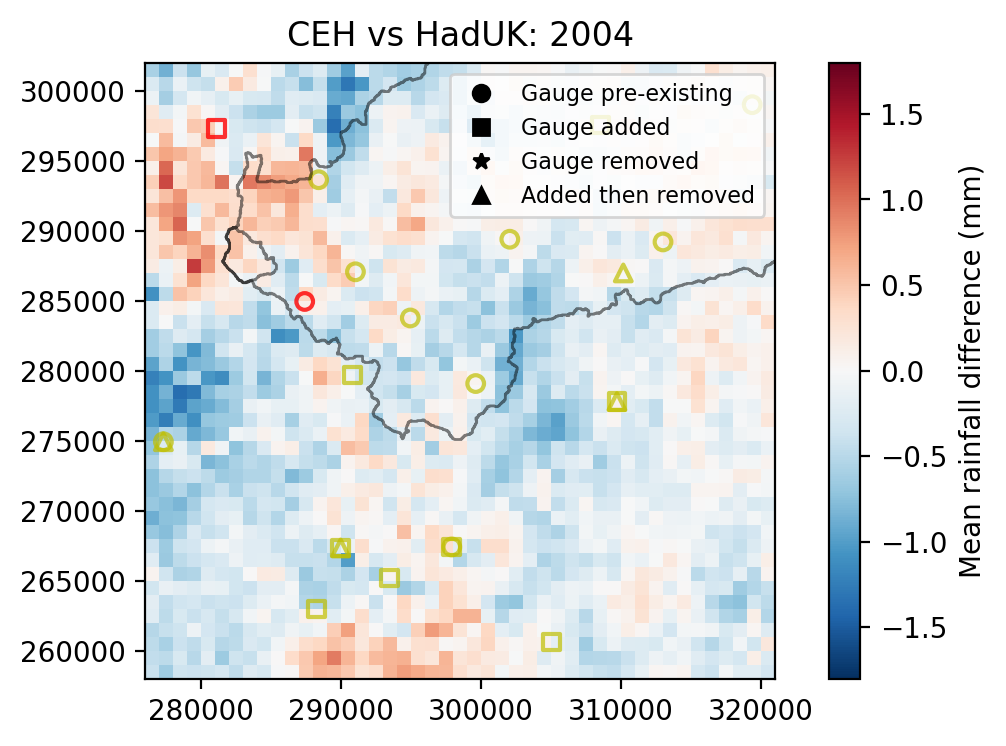 CEH vs HadUK: 2004
300000
295000
290000
285000
280000
275000
270000
265000
260000
280000 290000 300000 310000 320000
Gauge pre-existing
Gauge added
Gauge removed
Added then removed
1.5
1.0
0.5
0.0
−0.5
−1.0
−1.5
Mean rainfall difference (mm)